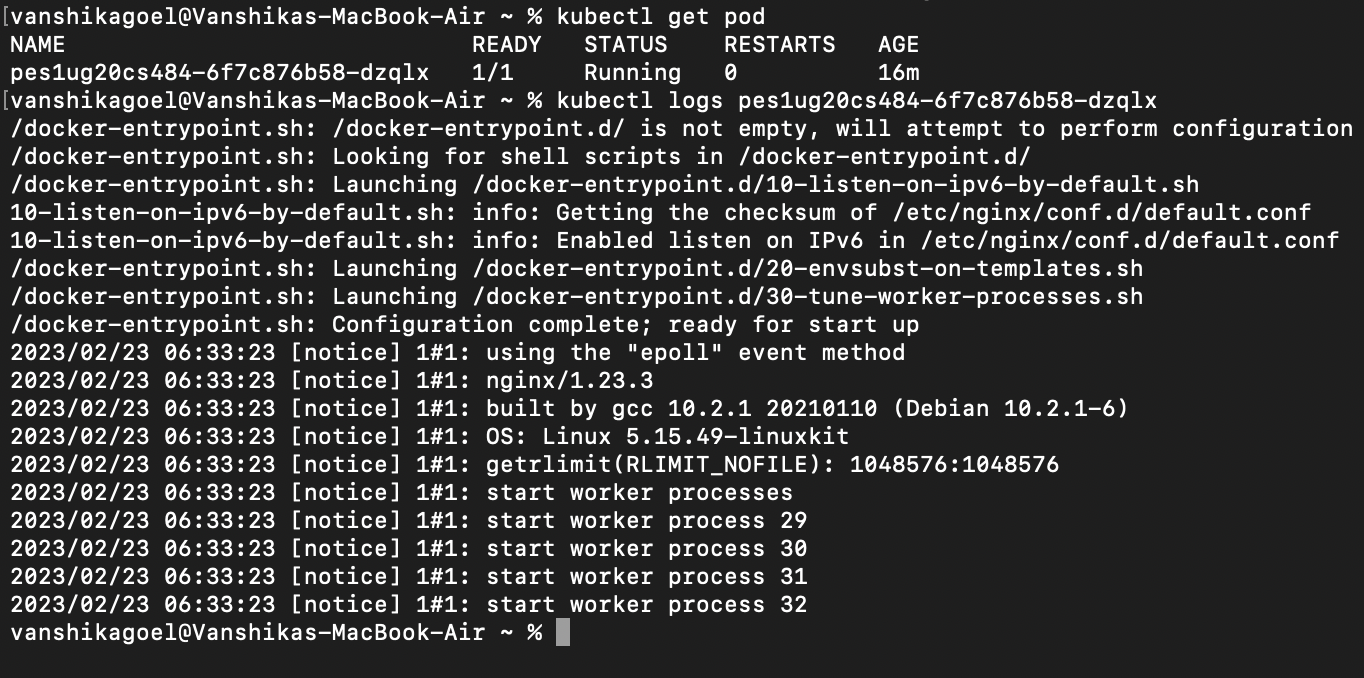 [vanshikagoel@Vanshikas-MacBook-Air ~ % kubectl get pod
NAME                             READY   STATUS    RESTARTS   AGE
pes1ug20cs484-6f7c876b58-dzqlx   1/1     Running   0          16m
[vanshikagoel@Vanshikas-MacBook-Air ~ % kubectl logs pes1ug20cs484-6f7c876b58-dzqlx
/docker-entrypoint.sh: /docker-entrypoint.d/ is not empty, will attempt to perform configuration
/docker-entrypoint.sh: Looking for shell scripts in /docker-entrypoint.d/
/docker-entrypoint.sh: Launching /docker-entrypoint.d/10-listen-on-ipv6-by-default.sh
10-listen-on-ipv6-by-default.sh: info: Getting the checksum of /etc/nginx/conf.d/default.conf
10-listen-on-ipv6-by-default.sh: info: Enabled listen on IPv6 in /etc/nginx/conf.d/default.conf
/docker-entrypoint.sh: Launching /docker-entrypoint.d/20-envsubst-on-templates.sh
/docker-entrypoint.sh: Launching /docker-entrypoint.d/30-tune-worker-processes.sh
/docker-entrypoint.sh: Configuration complete; ready for start up
2023/02/23 06:33:23 [notice] 1#1: using the "epoll" event method
2023/02/23 06:33:23 [notice] 1#1: nginx/1.23.3
2023/02/23 06:33:23 [notice] 1#1: built by gcc 10.2.1 20210110 (Debian 10.2.1-6)
2023/02/23 06:33:23 [notice] 1#1: OS: Linux 5.15.49-linuxkit
2023/02/23 06:33:23 [notice] 1#1: getrlimit(RLIMIT_NOFILE): 1048576:1048576
2023/02/23 06:33:23 [notice] 1#1: start worker processes
2023/02/23 06:33:23 [notice] 1#1: start worker process 29
2023/02/23 06:33:23 [notice] 1#1: start worker process 30
2023/02/23 06:33:23 [notice] 1#1: start worker process 31
2023/02/23 06:33:23 [notice] 1#1: start worker process 32
vanshikagoel@Vanshikas-MacBook-Air ~ %